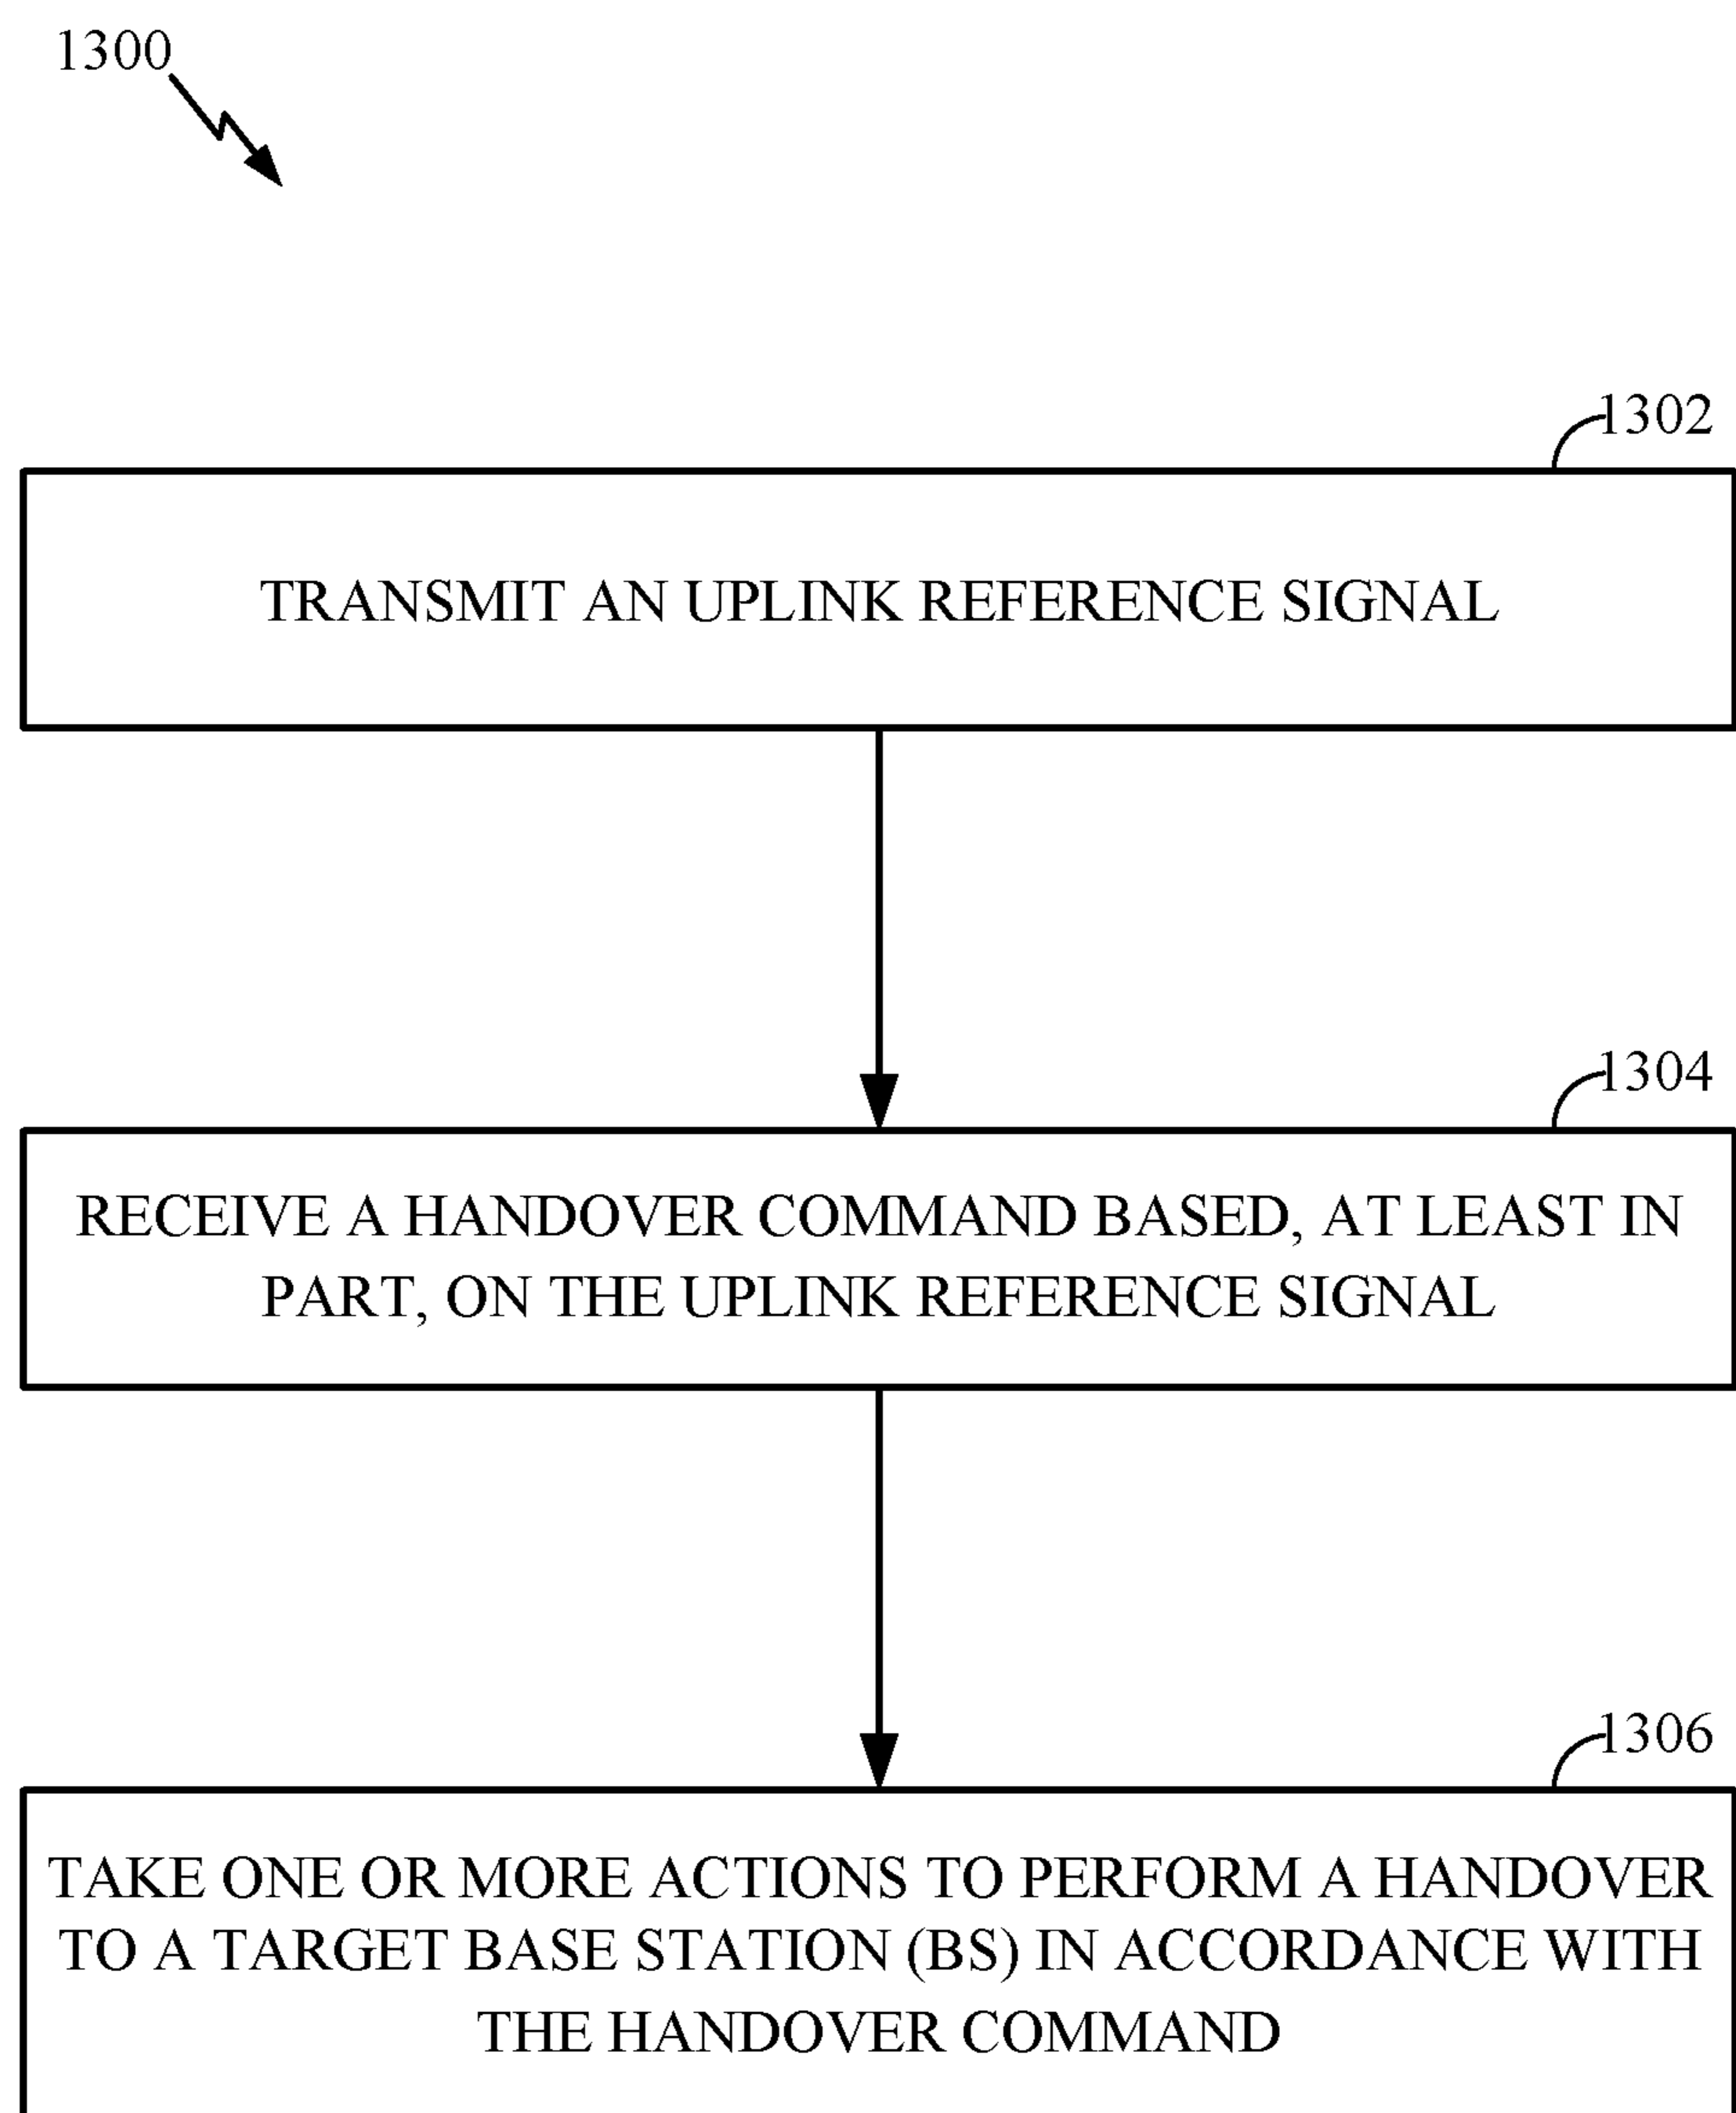 1300
1302
TRANSMIT AN UPLINK REFERENCE SIGNAL
1304
RECEIVE A HANDOVER COMMAND BASED, AT LEAST IN
PART, ON THE UPLINK REFERENCE SIGNAL
1306
TAKE ONE OR MORE ACTIONS TO PERFORM A HANDOVER
TO A TARGET BASE STATION (BS) IN ACCORDANCE WITH
THE HANDOVER COMMAND